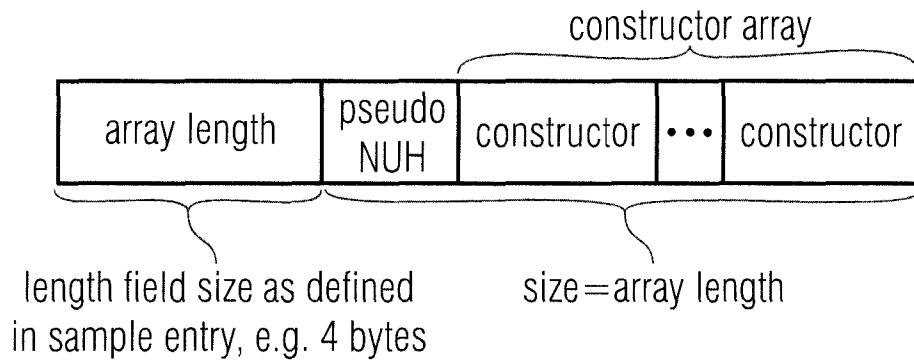 constructor array
array length
pseudo
NUH
constructor
•••
constructor
length field size as defined
in sample entry, e.g. 4 bytes
size=array length